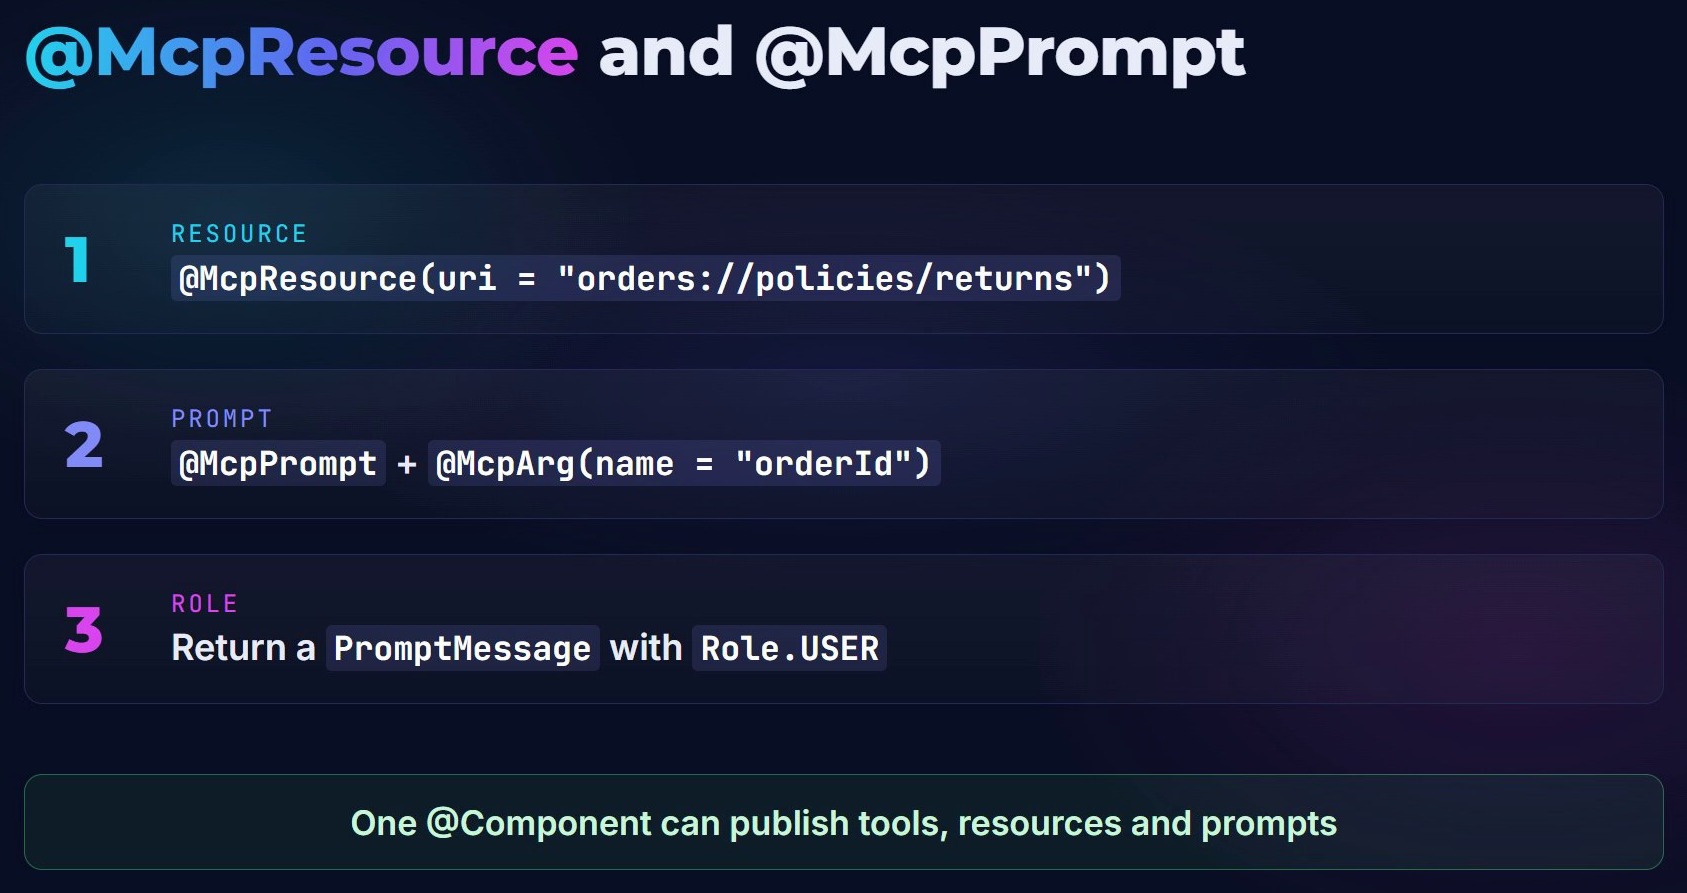 @McpResource and @McpPrompt
1
RESOURCE
@McpResource(uri = "orders://policies/returns")
2
PROMPT
@McpPrompt + @McpArg(name = "orderId")
3
ROLE
Return a PromptMessage with Role.USER
One @Component can publish tools, resources and prompts